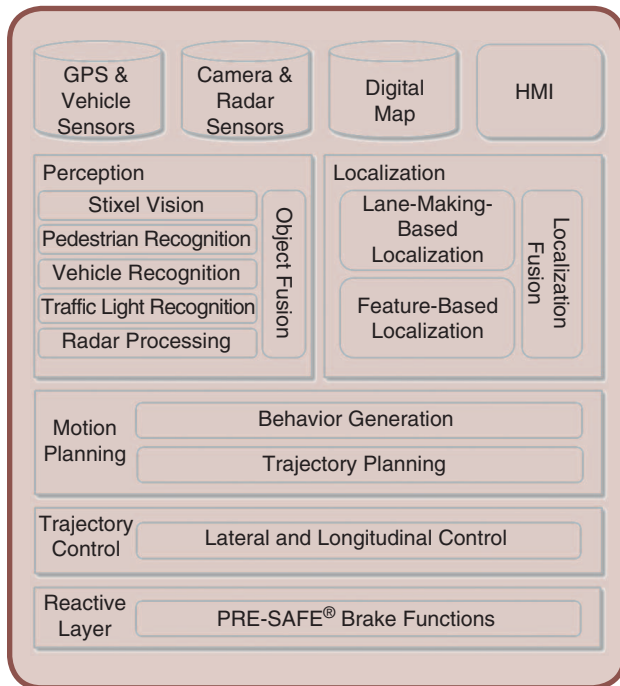 GPS &
Vehicle
Sensors
Camera &
Radar
Sensors
Digital
Map
HMI
Perception
Stixel Vision
Pedestrian Recognition
Vehicle Recognition
Traffic Light Recognition
Radar Processing
Object Fusion
Localization
Lane-Making-
Based
Localization
Feature-Based
Localization
Localization
Fusion
Motion
Planning
Behavior Generation
Trajectory Planning
Trajectory
Control
Lateral and Longitudinal Control
Reactive
Layer
PRE-SAFE® Brake Functions